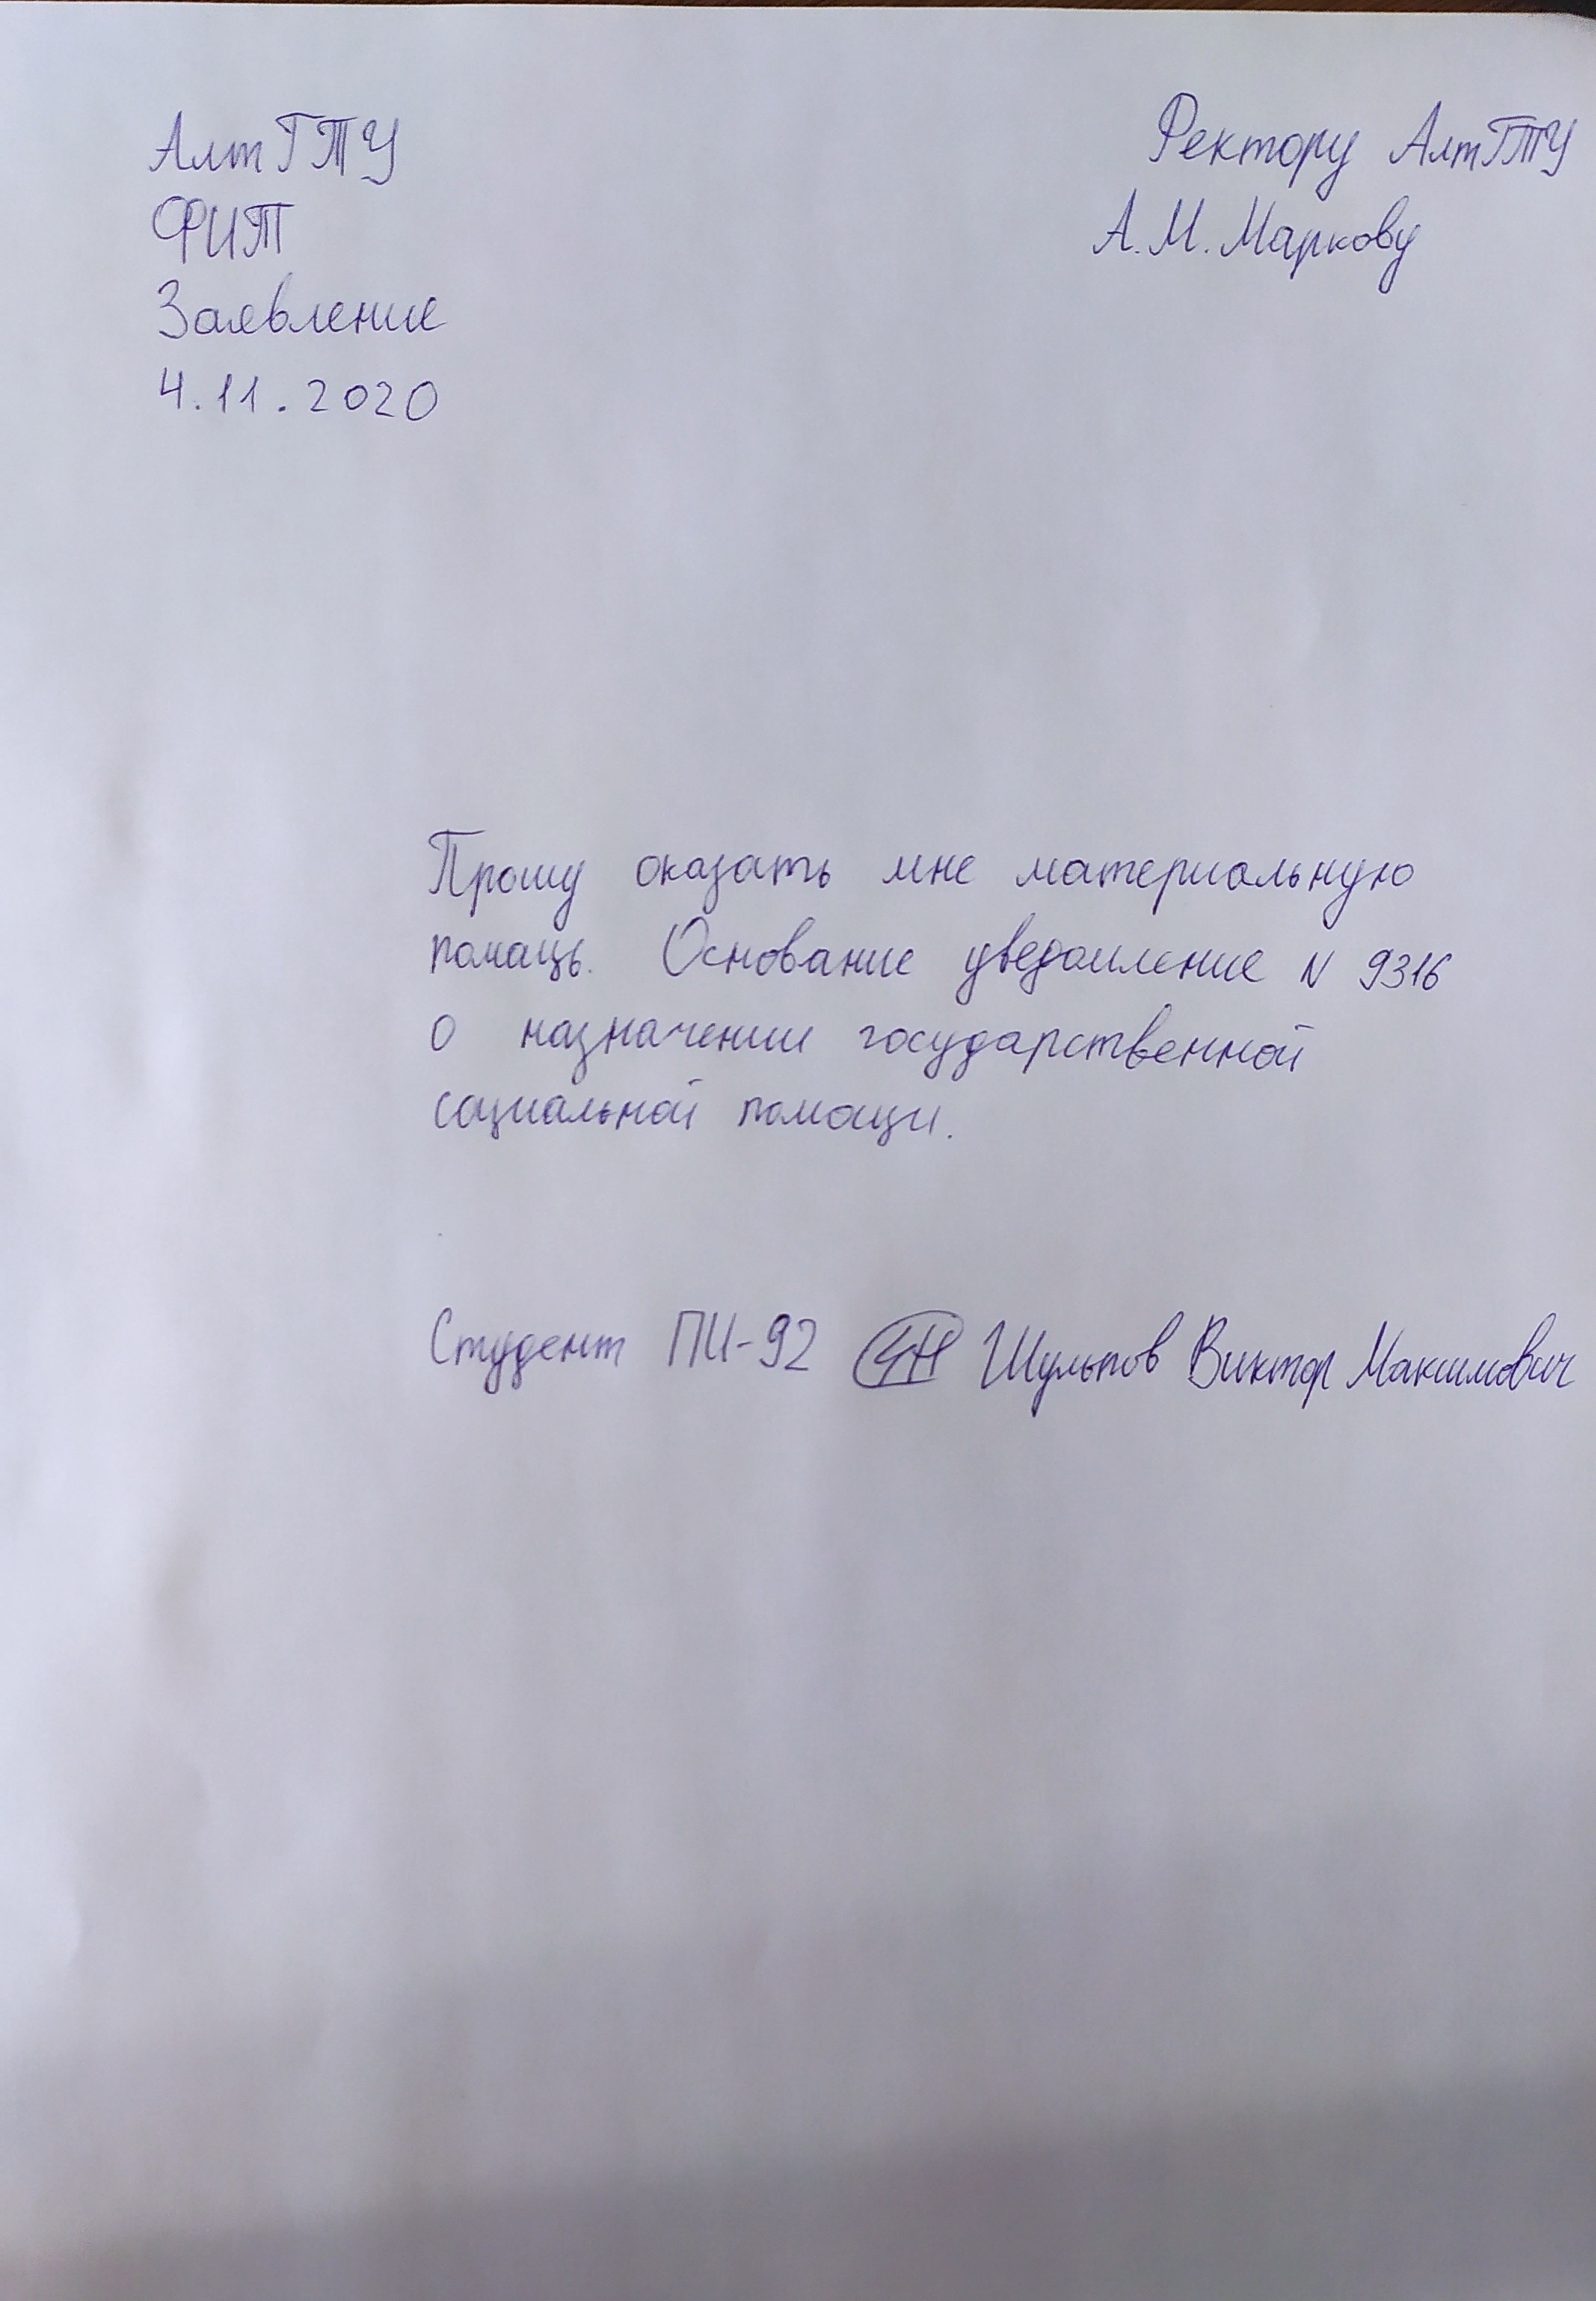 АлтГТУ
ФИТ
Заявление
4.11.2020
Ректору АлтГТУ
А.М. Маркову
Прошу оказать мне материальную
помощь. Основание уведомление N 9316
о назначении государственной
социальной помощи.
Студент ПИ-92 Шульпов Виктор Максимович